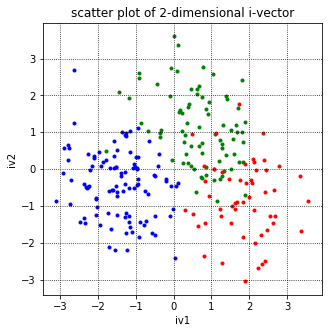 scatter plot of 2-dimensional i-vector
3
2
1
0
−1
−2
−3
iv2
−3 −2 −1 0 1 2 3
iv1